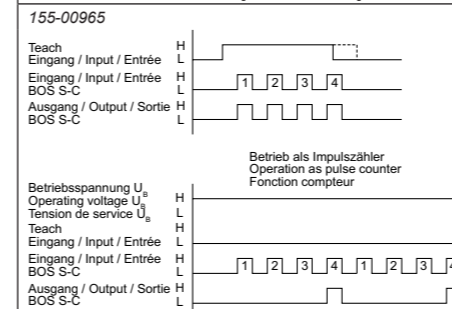 155-00965
Teach H
Eingang / Input / Entrée L
Eingang / Input / Entrée H
BOS S-C L
1 2 3 4
Ausgang / Output / Sortie H
BOS S-C L
Betrieb als Impulszähler
Operation as pulse counter
Fonction compteur
Betriebsspannung UB
Operating voltage UB H
Tension de service UB L
Teach H
Eingang / Input / Entrée L
Eingang / Input / Entrée H
BOS S-C L
1 2 3 4 1 2 3 4
Ausgang / Output / Sortie H
BOS S-C L